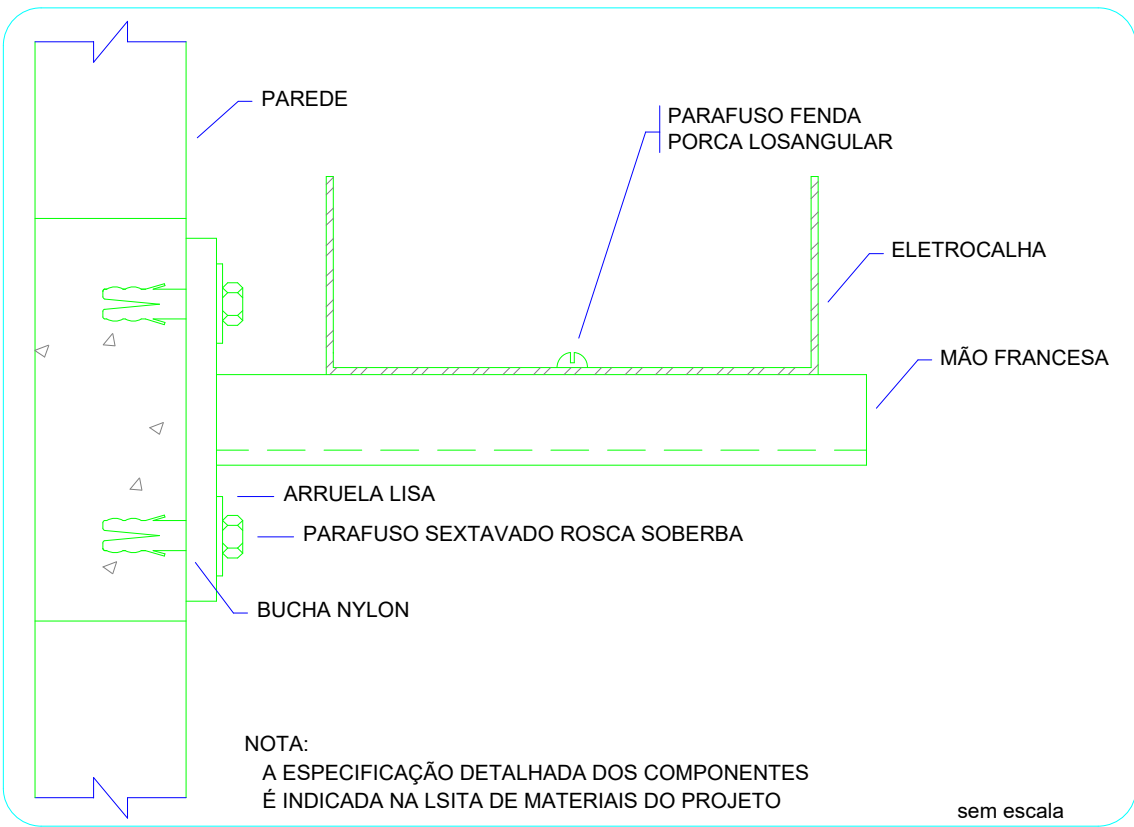 PAREDE
PARAFUSO FENDA
PORCA LOSANGULAR
ELETROCALHA
MÃO FRANCESA
ARRUELA LISA
PARAFUSO SEXTAVADO ROSCA SOBERBA
BUCHA NYLON
NOTA:
A ESPECIFICAÇÃO DETALHADA DOS COMPONENTES
É INDICADA NA LSITA DE MATERIAIS DO PROJETO
sem escala